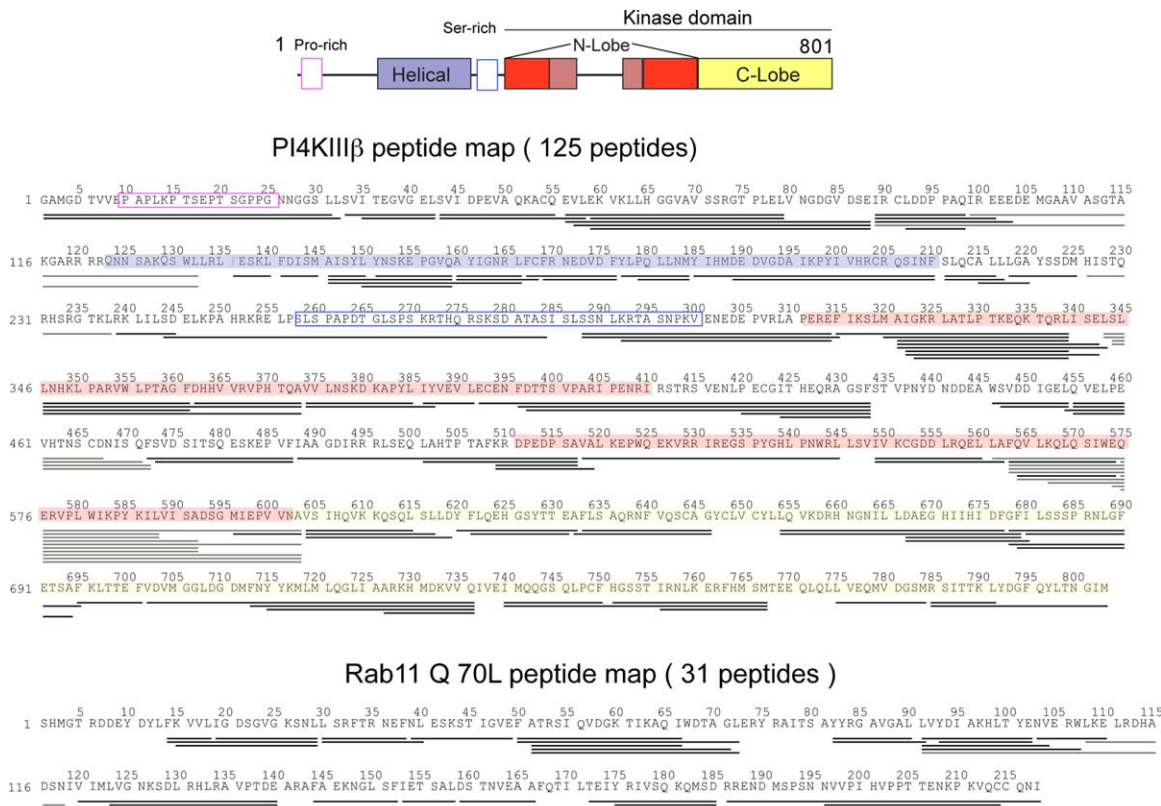 Kinase domain
Ser-rich
1 Pro-rich N-Lobe 801
Helical C-Lobe
PI4KIIIβ peptide map ( 125 peptides)
5 10 15 20 25 30 35 40 45 50 55 60 65 70 75 80 85 90 95 100 105 110 115
1 GAMGD TVVEP APLKP TSEPT SGPPG NNGGS LLSVI TEGVG ELSVI DPEVA QKACQ EVLEK VKLLH GGVAV SSRGT PLELV NGDGV DSEIR CLDDP PAQIR EEEDE MGAAV ASGTA
120 125 130 135 140 145 150 155 160 165 170 175 180 185 190 195 200 205 210 215 220 225 230
116 KGARR RRQNN SAKQS WLLRL FESKL FDISM AISYL YNSKE PGVQA YIGNR LFCFR NEDVD FYLPQ LLNMY IHMDE DVGDA IKPYI VHRCR QSINF SLQCA LLLGA YSSDM HISTQ
235 240 245 250 255 260 265 270 275 280 285 290 295 300 305 310 315 320 325 330 335 340 345
231 RHSRG TKLRK LILSD ELKPA HRKRE LPSLS PAPDT GLSPS KRTHQ RSKSD ATASI SLSSN LKRTA SNPKV ENEDE PVRLA PEREF IKSLM AIGKR LATLP TKEQK TQRLI SELSL
350 355 360 365 370 375 380 385 390 395 400 405 410 415 420 425 430 435 440 445 450 455 460
346 LNHKL PARVW LPTAG FDHHV VRVPH TQAVV LNSKD KAPYL IYVEV LECEN FDTTS VPARI PENRI RSTRS VENLP ECGIT HEQRA GSFST VPNYD NDDEA WSVDD IGELQ VELPE
465 470 475 480 485 490 495 500 505 510 515 520 525 530 535 540 545 550 555 560 565 570 575
461 VHTNS CDNIS QFSVD SITSQ ESKEP VFIAA GDIRR RLSEQ LAHTP TAFKR DPEDP SAVAL KEPWQ EKVRR IREGS PYGHL PNWRL LSVIV KCGDD LRQEL LAFQV LKQLQ SIWEQ
580 585 590 595 600 605 610 615 620 625 630 635 640 645 650 655 660 665 670 675 680 685 690
576 ERVPL WIKPY KILVI SADSG MIEPV VNAVS IHQVK KQSQL SLLDY FLQEH GSYTT EAFLS AQRNF VQSCA GYCLV CYLLQ VKDRH NGNIL LDAEG HIIHI DFGFI LSSSP RNLGF
695 700 705 710 715 720 725 730 735 740 745 750 755 760 765 770 775 780 785 790 795 800
691 ETSAF KLTTE FVDVM GGLDG DMFNY YKMLM LQGLI AARKH MDKVV QIVEI MQQGS QLPCF HGSST IRNLK ERFHM SMTEE QLQLL VEQMV DGSMR SITTK LYDGF QYLTN GIM
Rab11 Q 70L peptide map ( 31 peptides )
5 10 15 20 25 30 35 40 45 50 55 60 65 70 75 80 85 90 95 100 105 110 115
1 SHMGT RDDEY DYLFK VVLIG DSGVG KSNLL SRFTR NEFNL ESKST IGVEF ATRSI QVDGK TIKAQ IWDTA GLERY RAITS AYYRG AVGAL LVYDI AKHLT YENVE RWLKE LRDHA
120 125 130 135 140 145 150 155 160 165 170 175 180 185 190 195 200 205 210 215
116 DSNIV IMLVG NKSDL RHLRA VPTDE ARAFA EKNGL SFIET SALDS TNVEA AFQTI LTEIY RIVSQ KQMSD RREND MSPSN NVVPI HVPPT TENKP KVQCC QNI